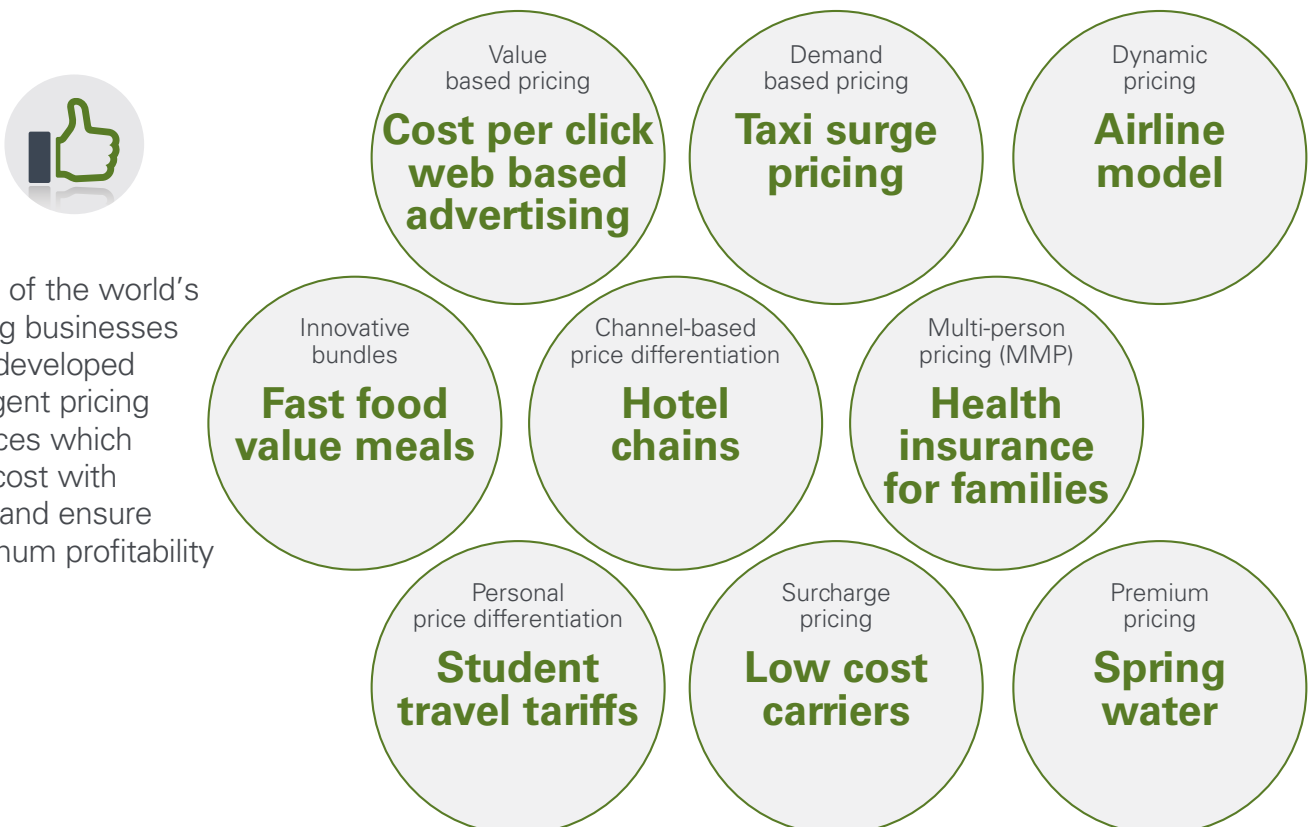 of the world's
g businesses
developed
gent pricing
ces which
cost with
and ensure
num profitability
Value
based pricing
Cost per click
web based
advertising
Demand
based pricing
Taxi surge
pricing
Dynamic
pricing
Airline
model
Innovative
bundles
Fast food
value meals
Channel-based
price differentiation
Hotel
chains
Multi-person
pricing (MMP)
Health
insurance
for families
Personal
price differentiation
Student
travel tariffs
Surcharge
pricing
Low cost
carriers
Premium
pricing
Spring
water